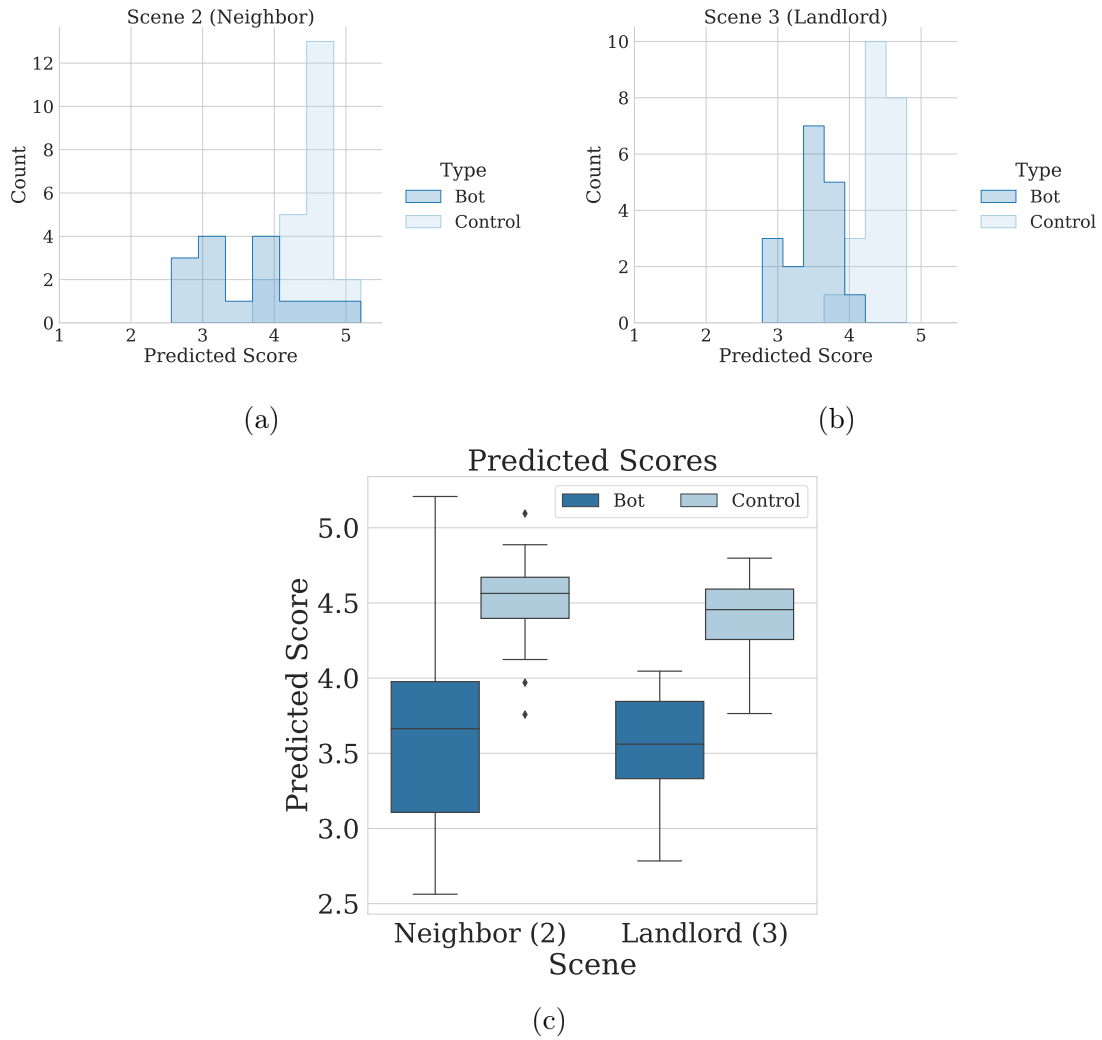 Scene 2 (Neighbor)
Count
12
10
8
6
4
2
0
1 2 3 4 5
Predicted Score
Type
Bot
Control
(a)
Scene 3 (Landlord)
Count
10
8
6
4
2
0
1 2 3 4 5
Predicted Score
Type
Bot
Control
(b)
Predicted Scores
Bot Control
Predicted Score
5.0
4.5
4.0
3.5
3.0
2.5
Neighbor (2) Landlord (3)
Scene
(c)